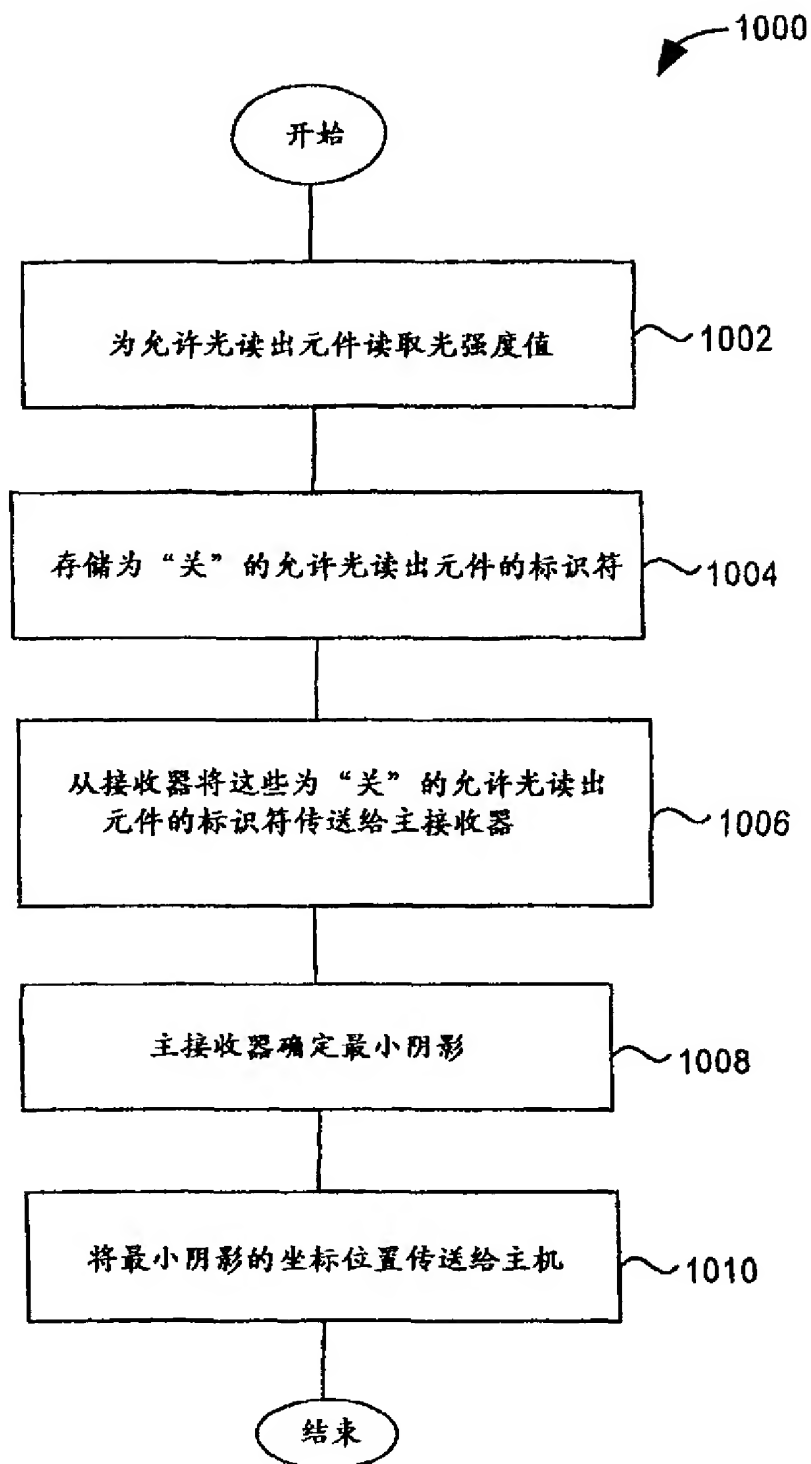 1000
开始
为允许光读出元件读取光强度值
1002
存储为“关”的允许光读出元件的标识符
1004
从接收器将这些为“关”的允许光读出
元件的标识符传送给主接收器
1006
主接收器确定最小阴影
1008
将最小阴影的坐标位置传送给主机
1010
结束